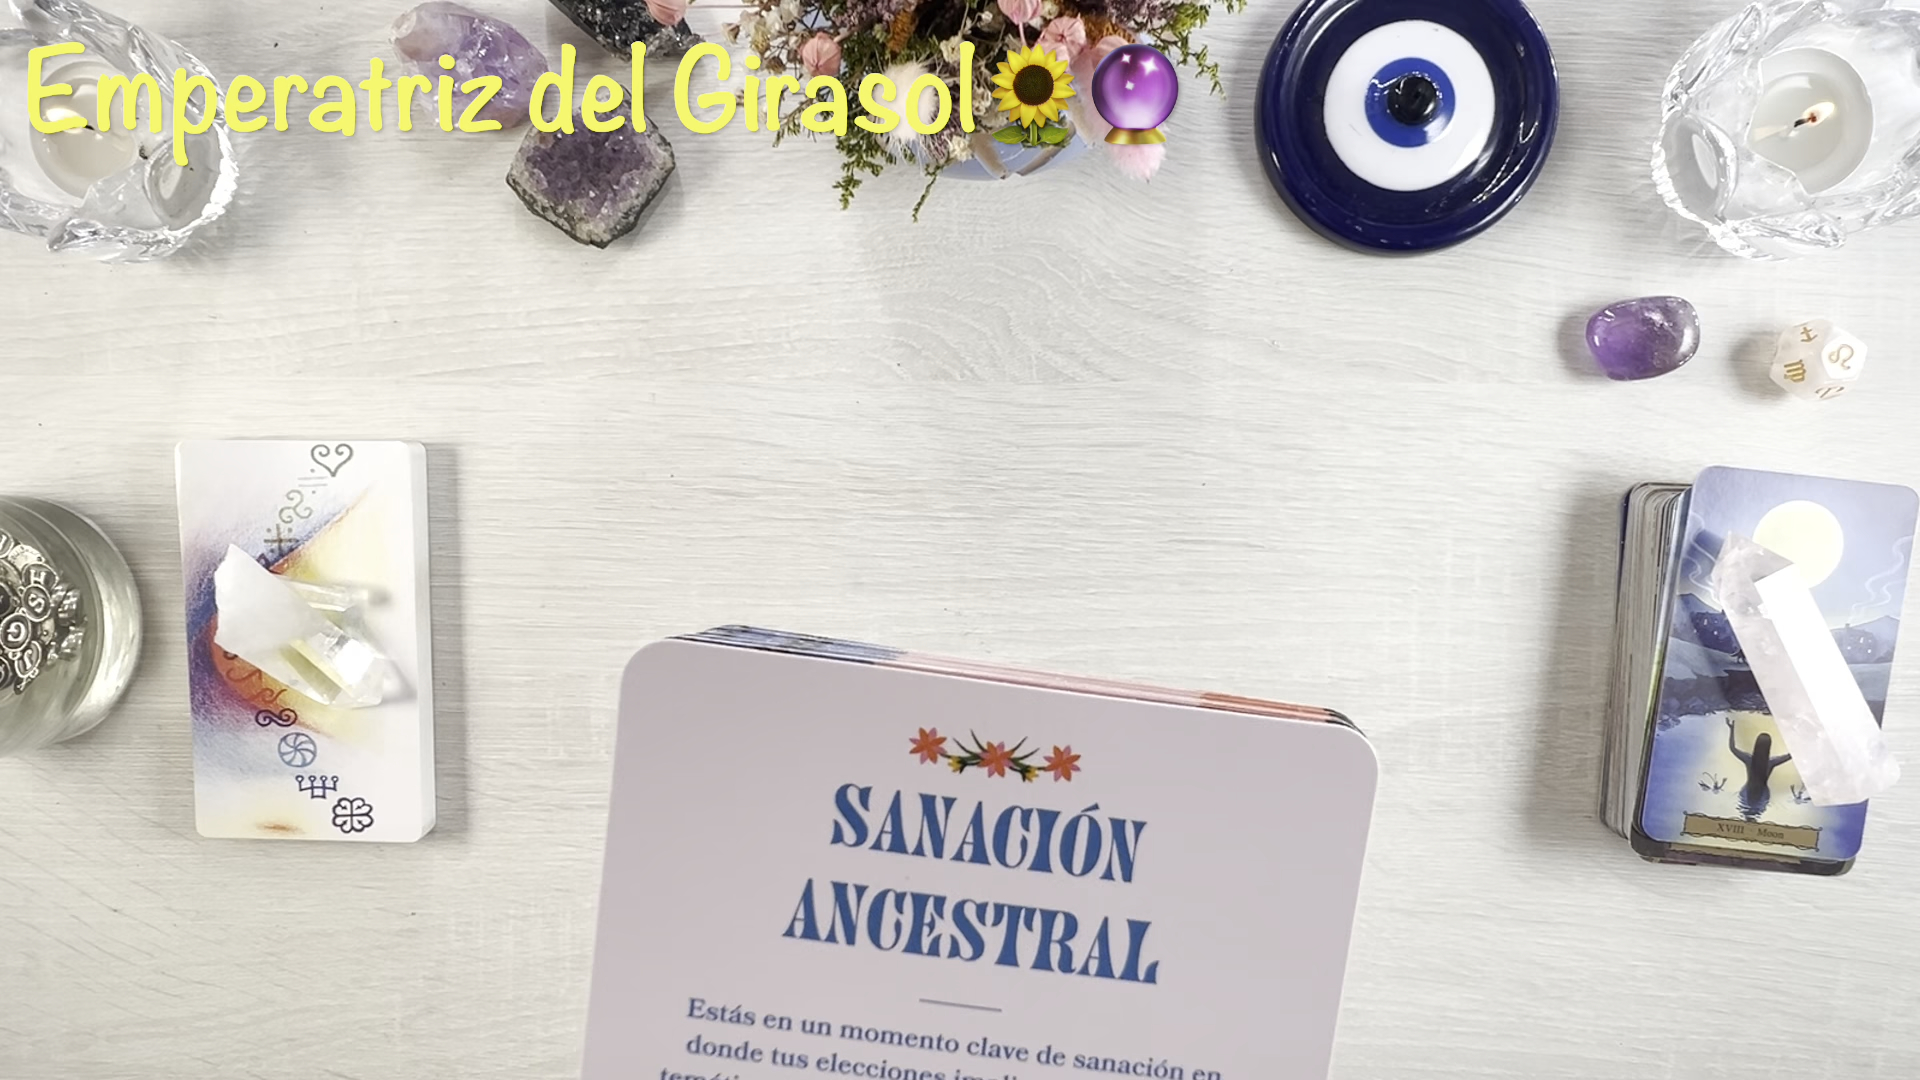 Emperatriz del Girasol
SANACIÓN
ANCESTRAL
Estás en un momento clave de sanación en
donde tus elecciones
XVIII - Moon